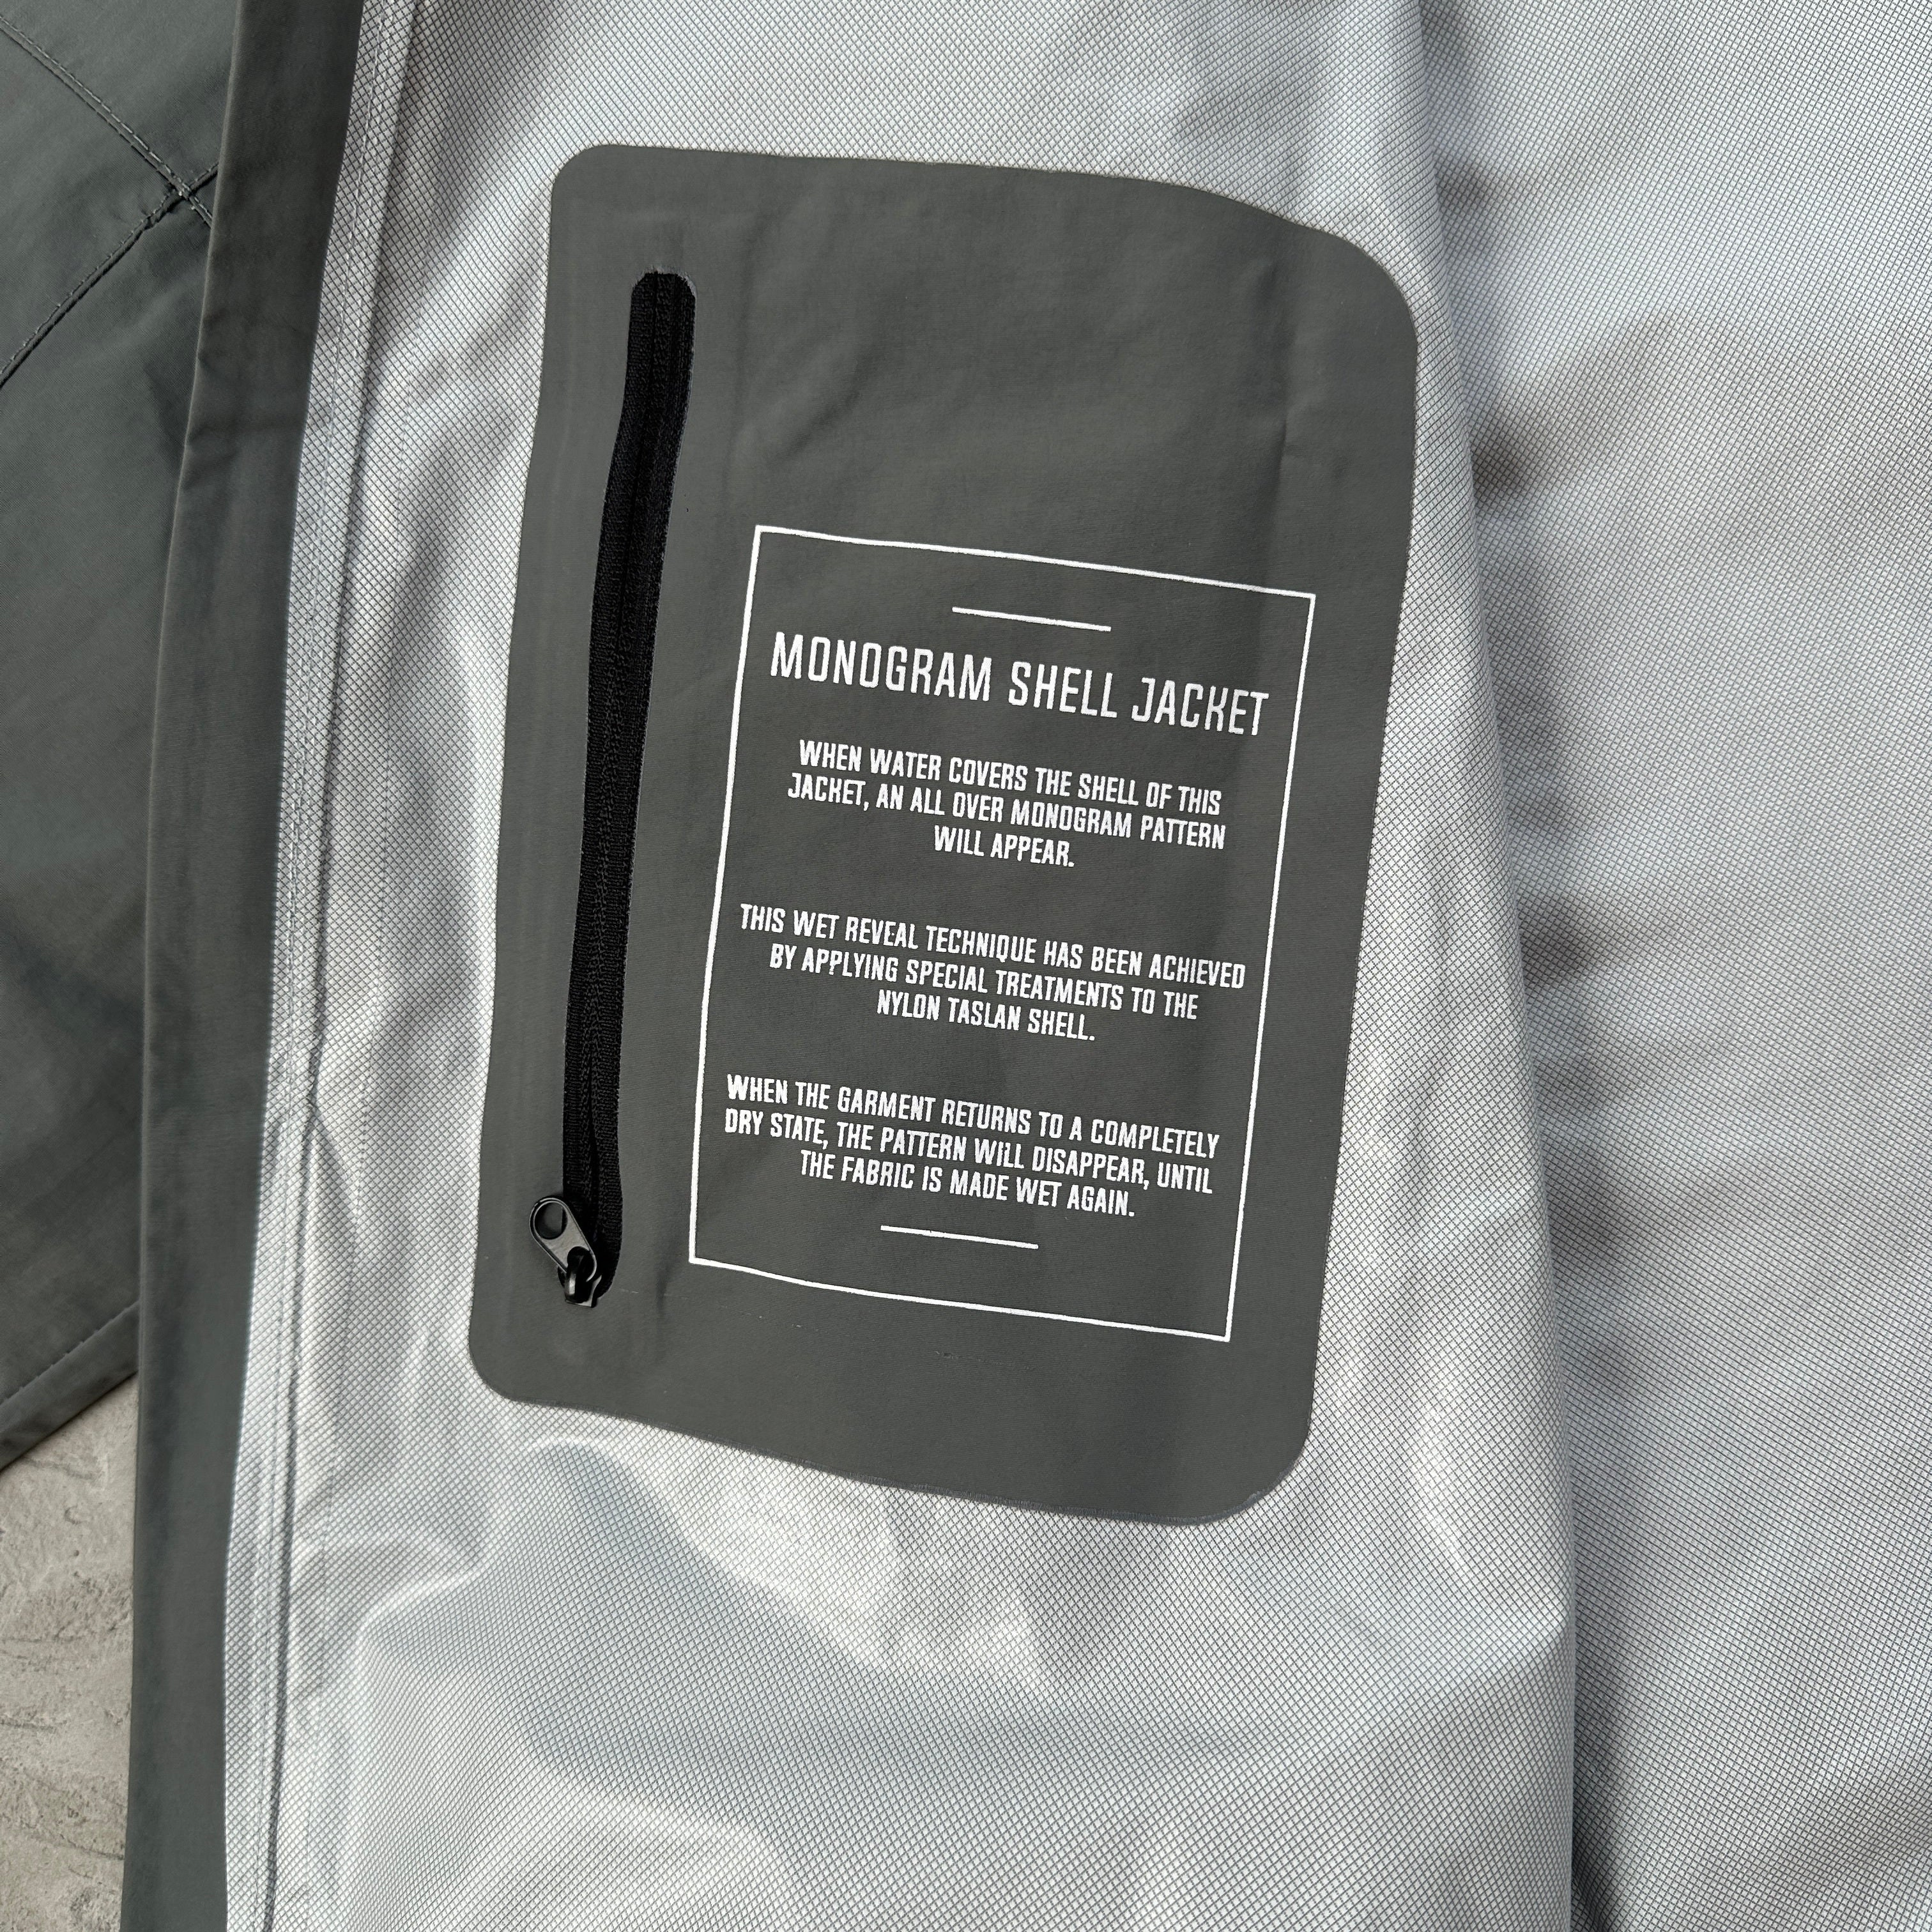 MONOGRAM SHELL JACKET
WHEN WATER COVERS THE SHELL OF THIS
JACKET, AN ALL OVER MONOGRAM PATTERN
WILL APPEAR.
THIS WET REVEAL TECHNIQUE HAS BEEN ACHIEVED
BY APPLYING SPECIAL TREATMENTS TO THE
NYLON TASLAN SHELL.
WHEN THE GARMENT RETURNS TO A COMPLETELY
DRY STATE, THE PATTERN WILL DISAPPEAR, UNTIL
THE FABRIC IS MADE WET AGAIN.